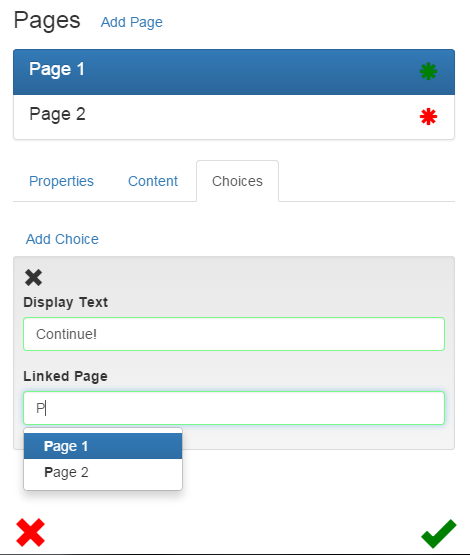 Pages Add Page
Page 1
Page 2
Properties Content Choices
Add Choice
Display Text
Continue!
Linked Page
P
Page 1
Page 2